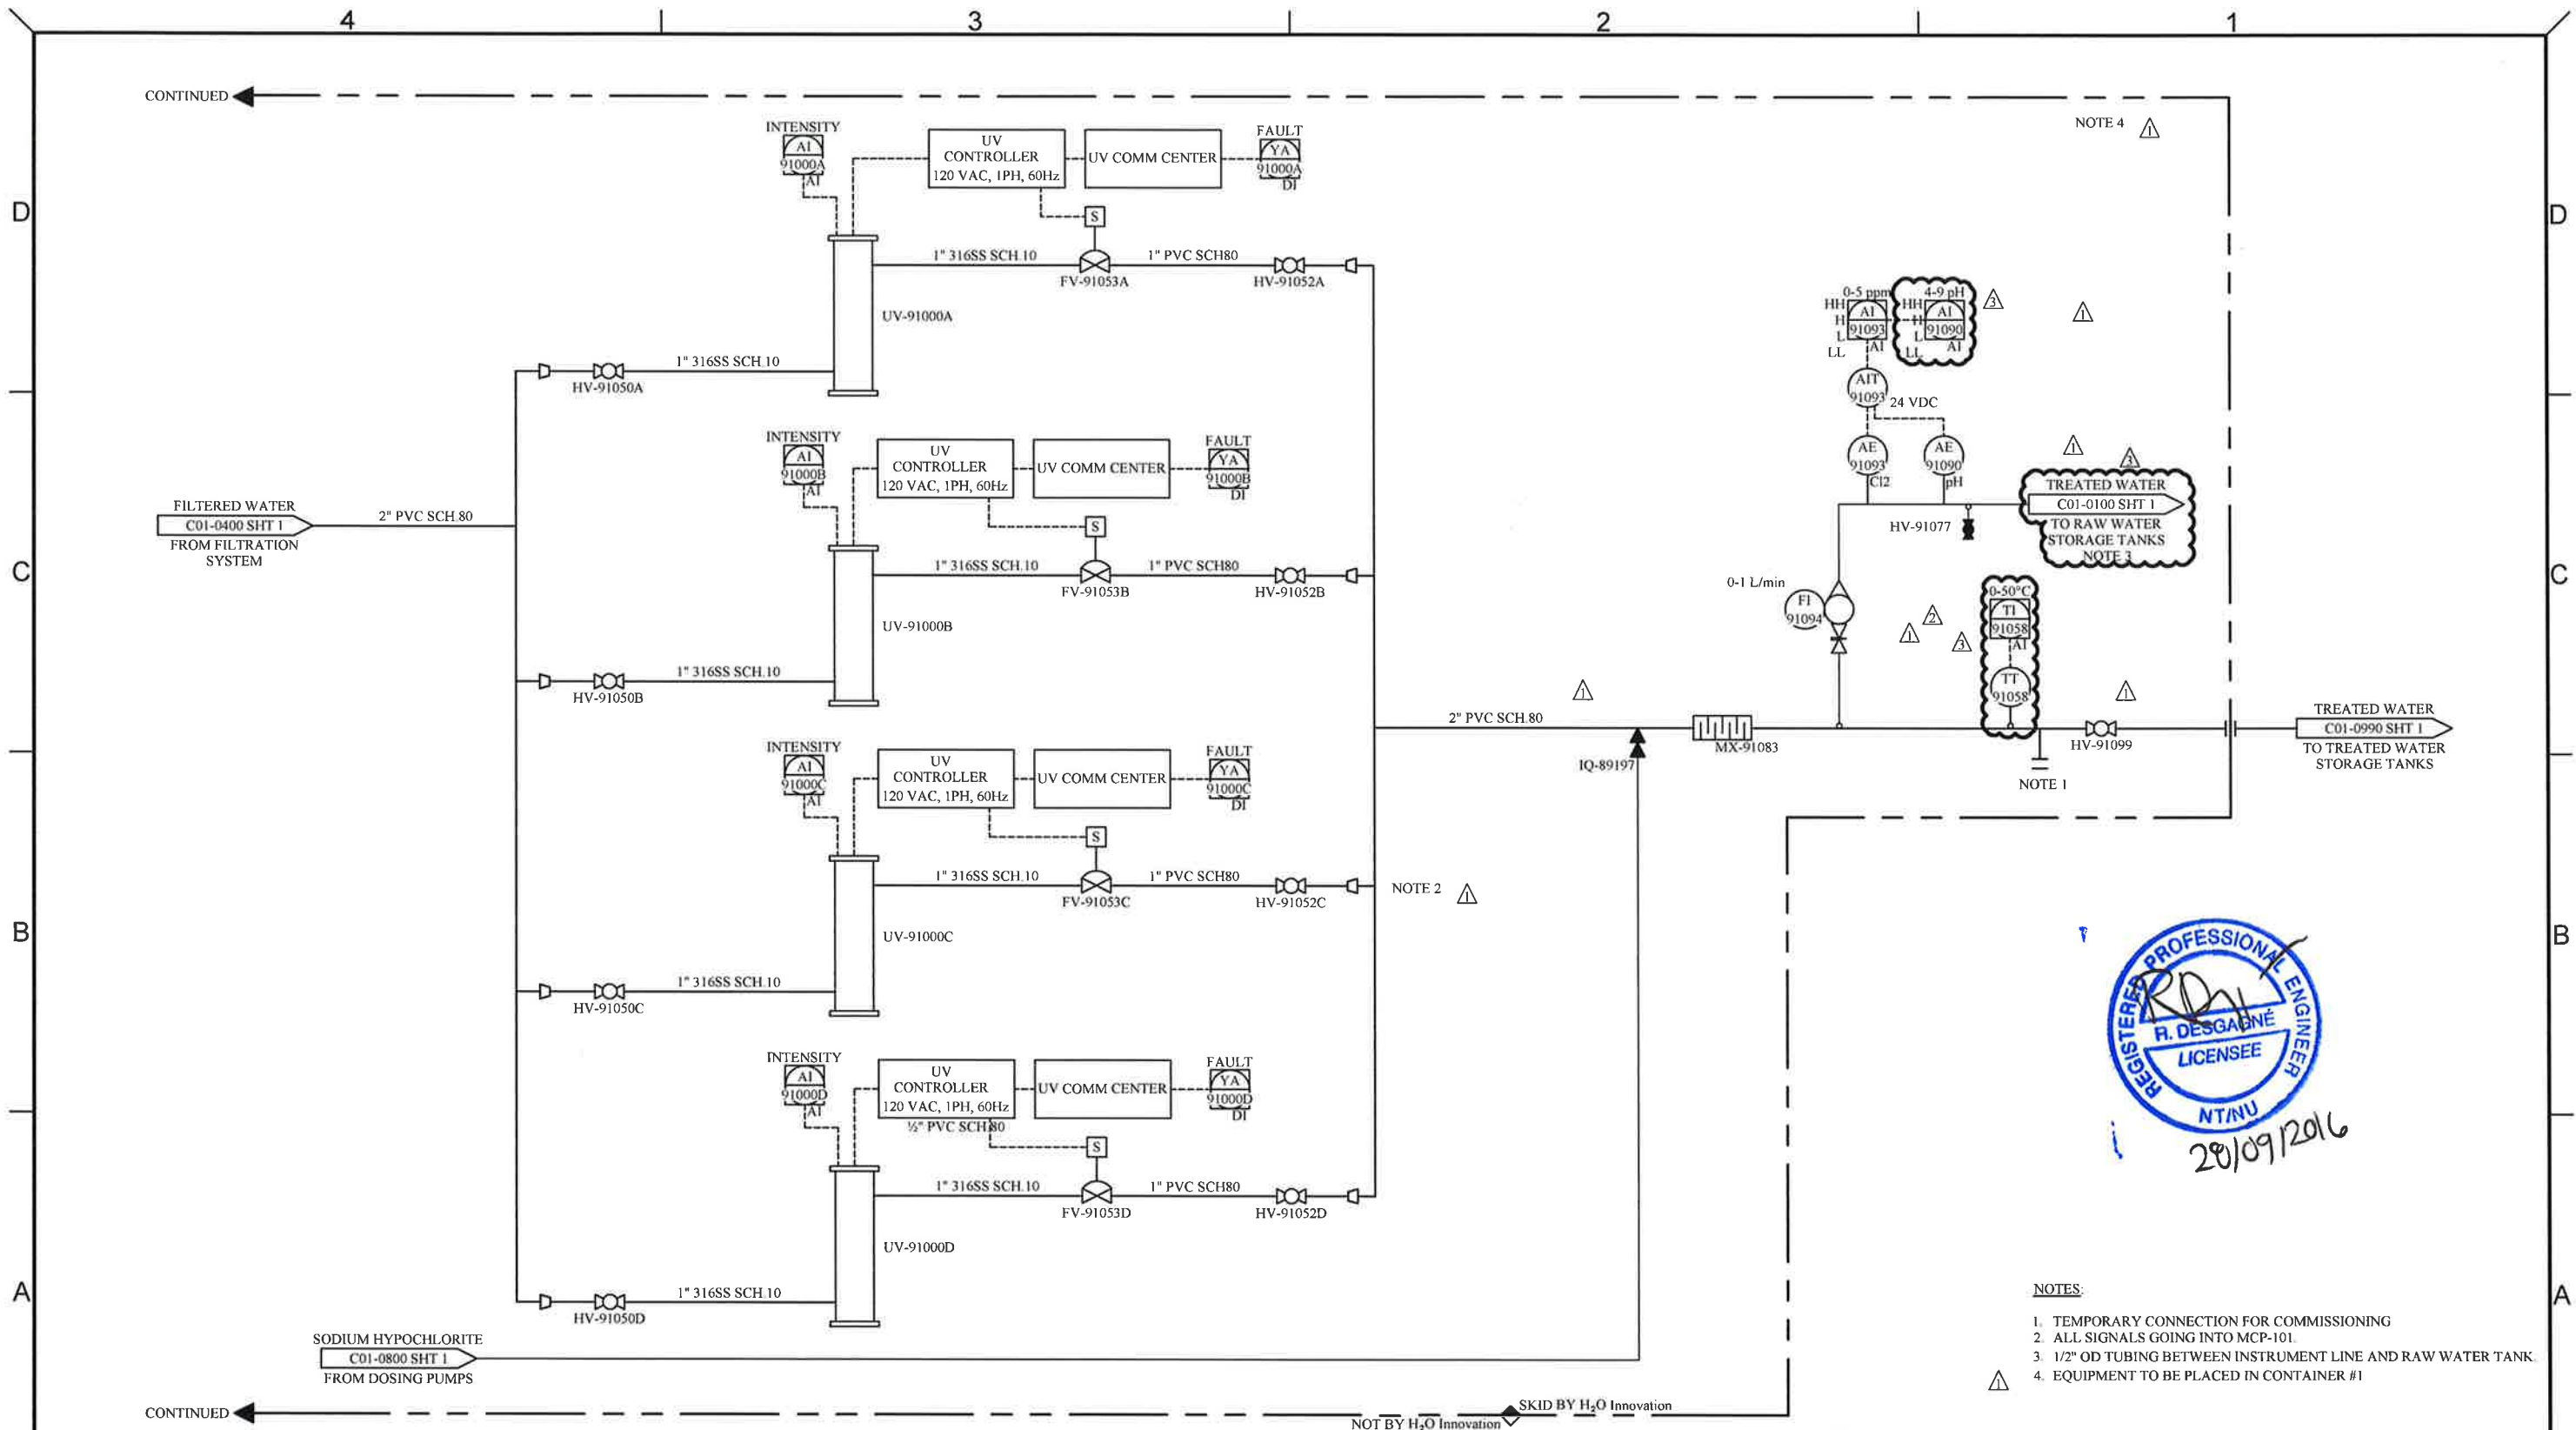 4
3
2
1
CONTINUED
NOTE 4
1
D
D
C
C
B
B
A
A
INTENSITY
AI
91000A
AI
UV
CONTROLLER
120 VAC, 1PH, 60Hz
UV COMM CENTER
FAULT
YA
91000A
DI
S
1" 316SS SCH.10
1" PVC SCH80
FV-91053A
HV-91052A
UV-91000A
1" 316SS SCH.10
HV-91050A
INTENSITY
AI
91000B
AI
UV
CONTROLLER
120 VAC, 1PH, 60Hz
UV COMM CENTER
FAULT
YA
91000B
DI
S
1" 316SS SCH.10
1" PVC SCH80
FV-91053B
HV-91052B
UV-91000B
1" 316SS SCH.10
HV-91050B
FILTERED WATER
C01-0400 SHT 1
FROM FILTRATION
SYSTEM
2" PVC SCH.80
INTENSITY
AI
91000C
AI
UV
CONTROLLER
120 VAC, 1PH, 60Hz
UV COMM CENTER
FAULT
YA
91000C
DI
S
1" 316SS SCH.10
1" PVC SCH80
FV-91053C
HV-91052C
NOTE 2
1
UV-91000C
1" 316SS SCH.10
HV-91050C
INTENSITY
AI
91000D
AI
UV
CONTROLLER
120 VAC, 1PH, 60Hz
½" PVC SCH.80
UV COMM CENTER
FAULT
YA
91000D
DI
S
1" 316SS SCH.10
1" PVC SCH80
FV-91053D
HV-91052D
UV-91000D
1" 316SS SCH.10
HV-91050D
SODIUM HYPOCHLORITE
C01-0800 SHT 1
FROM DOSING PUMPS
0-5 ppm
HH
H
L
LL
AI
91093
AI
4-9 pH
HH
H
L
LL
AI
91090
AI
3
1
AIT
91093
24 VDC
AE
91093
Cl2
AE
91090
pH
1
3
HV-91077
TREATED WATER
C01-0100 SHT 1
TO RAW WATER
STORAGE TANKS
NOTE 3
0-1 L/min
FI
91094
1
2
3
0-50°C
TI
91058
AI
TT
91058
1
1
2" PVC SCH.80
IQ-89197
MX-91083
NOTE 1
HV-91099
TREATED WATER
C01-0990 SHT 1
TO TREATED WATER
STORAGE TANKS
REGISTERED PROFESSIONAL ENGINEER
R. DESGAGNÉ
LICENSEE
NT/NU
28/09/2016
NOTES:
1. TEMPORARY CONNECTION FOR COMMISSIONING
2. ALL SIGNALS GOING INTO MCP-101.
3. 1/2" OD TUBING BETWEEN INSTRUMENT LINE AND RAW WATER TANK.
4. EQUIPMENT TO BE PLACED IN CONTAINER #1
1
CONTINUED
SKID BY H₂O Innovation
NOT BY H₂O Innovation